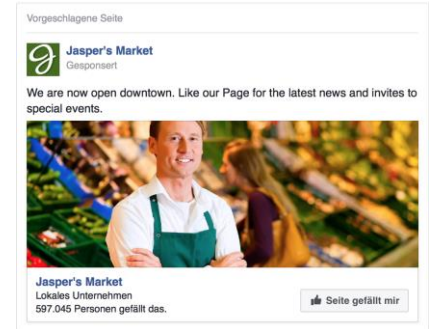 Vorgeschlagene Seite
Jasper's Market
Gesponsert
We are now open downtown. Like our Page for the latest news and invites to
special events.
Jasper's Market
Lokales Unternehmen
597.045 Personen gefällt das.
Seite gefällt mir